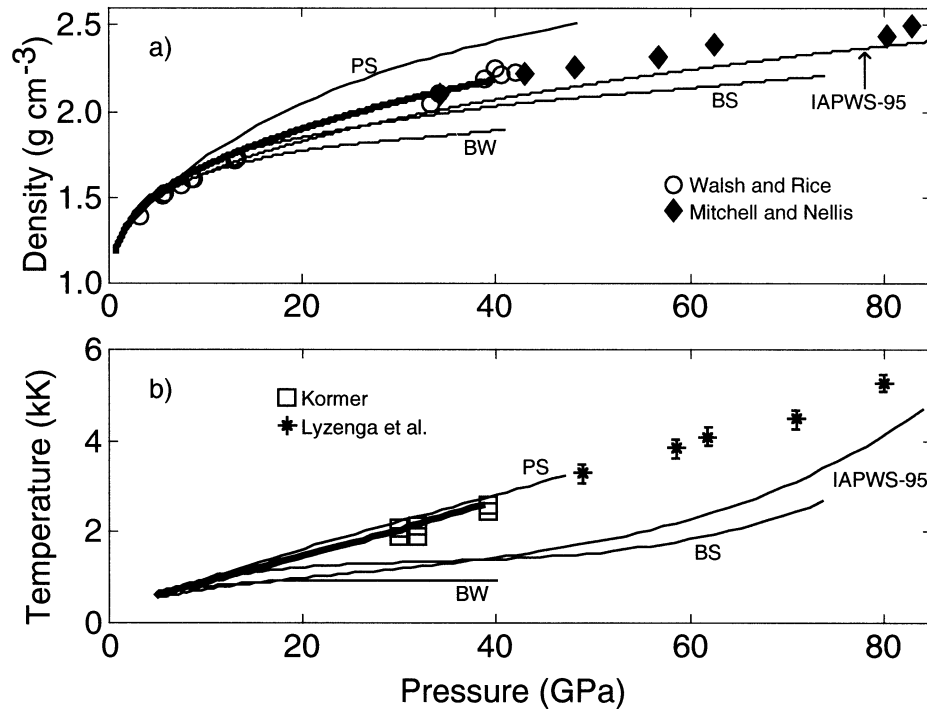 a)
PS
2.5
2.0
1.5
1.0
Density (g cm-3)
BS
IAPWS-95
BW
Walsh and Rice
Mitchell and Nellis
0 20 40 60 80
b)
6
4
2
0
Temperature (kK)
Kormer
Lyzenga et al.
PS
IAPWS-95
BS
BW
0 20 40 60 80
Pressure (GPa)